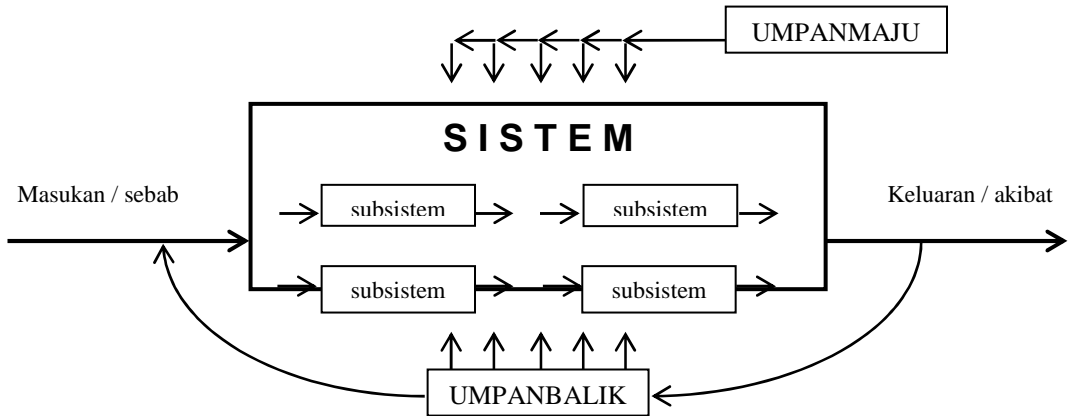 UMPANMAJU
S I S T E M
Masukan / sebab
Keluaran / akibat
subsistem
subsistem
subsistem
subsistem
UMPANBALIK